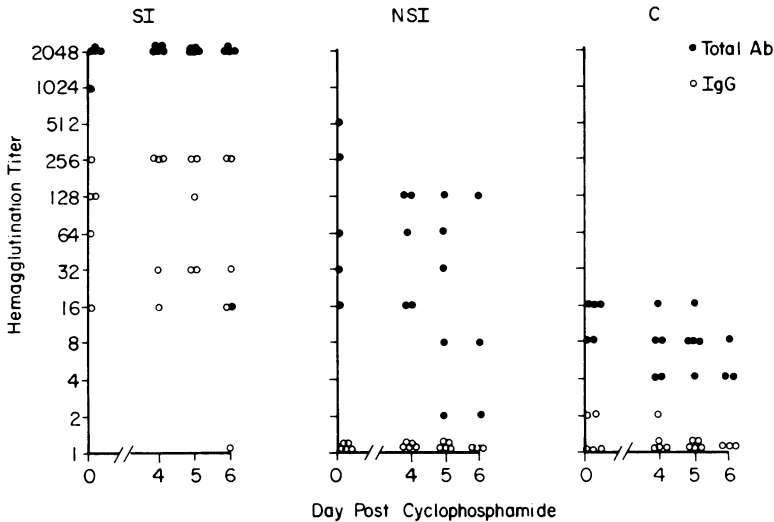 SI NSI C
Total Ab
IgG
Hemagglutination Titer
2048
1024
512
256
128
64
32
16
8
4
2
1
0 4 5 6 0 4 5 6 0 4 5 6
Day Post Cyclophosphamide